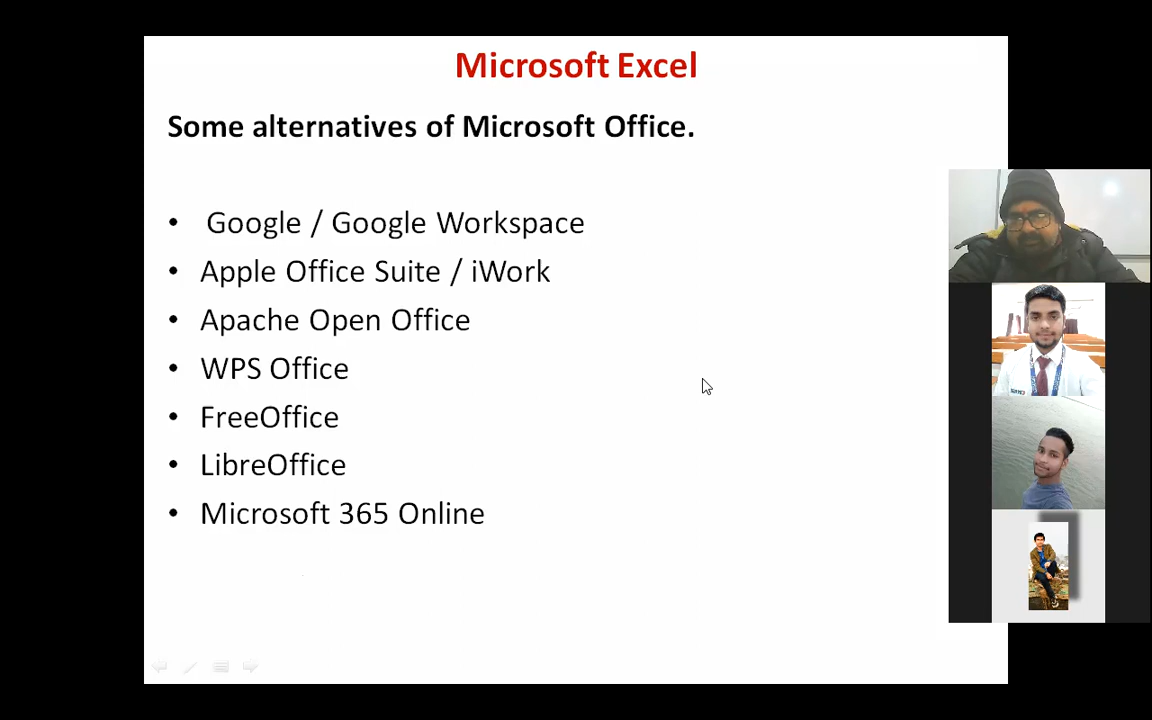 Microsoft Excel
Some alternatives of Microsoft Office.
• Google / Google Workspace
• Apple Office Suite / iWork
• Apache Open Office
• WPS Office
• FreeOffice
• LibreOffice
• Microsoft 365 Online